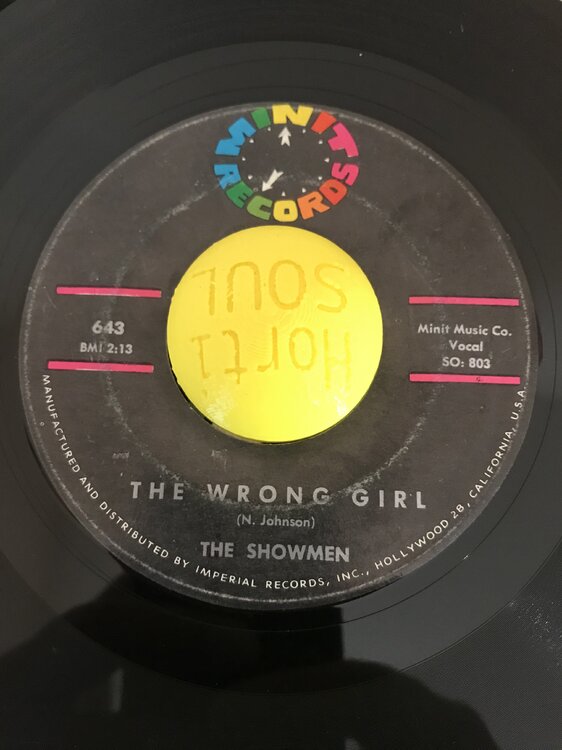 MINIT
RECORDS
Horti
SOUL
643
BMI 2:13
Minit Music Co.
Vocal
SO: 803
THE WRONG GIRL
(N. Johnson)
THE SHOWMEN
MANUFACTURED AND DISTRIBUTED BY IMPERIAL RECORDS, INC., HOLLYWOOD 28, CALIFORNIA, U.S.A.